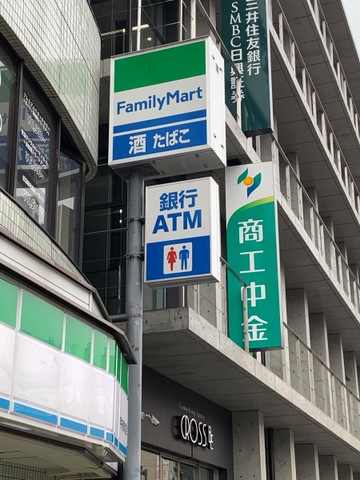 三井住友銀行
SMBC日興証券
FamilyMart
酒 たばこ
銀行
ATM
商工中金
CROSS